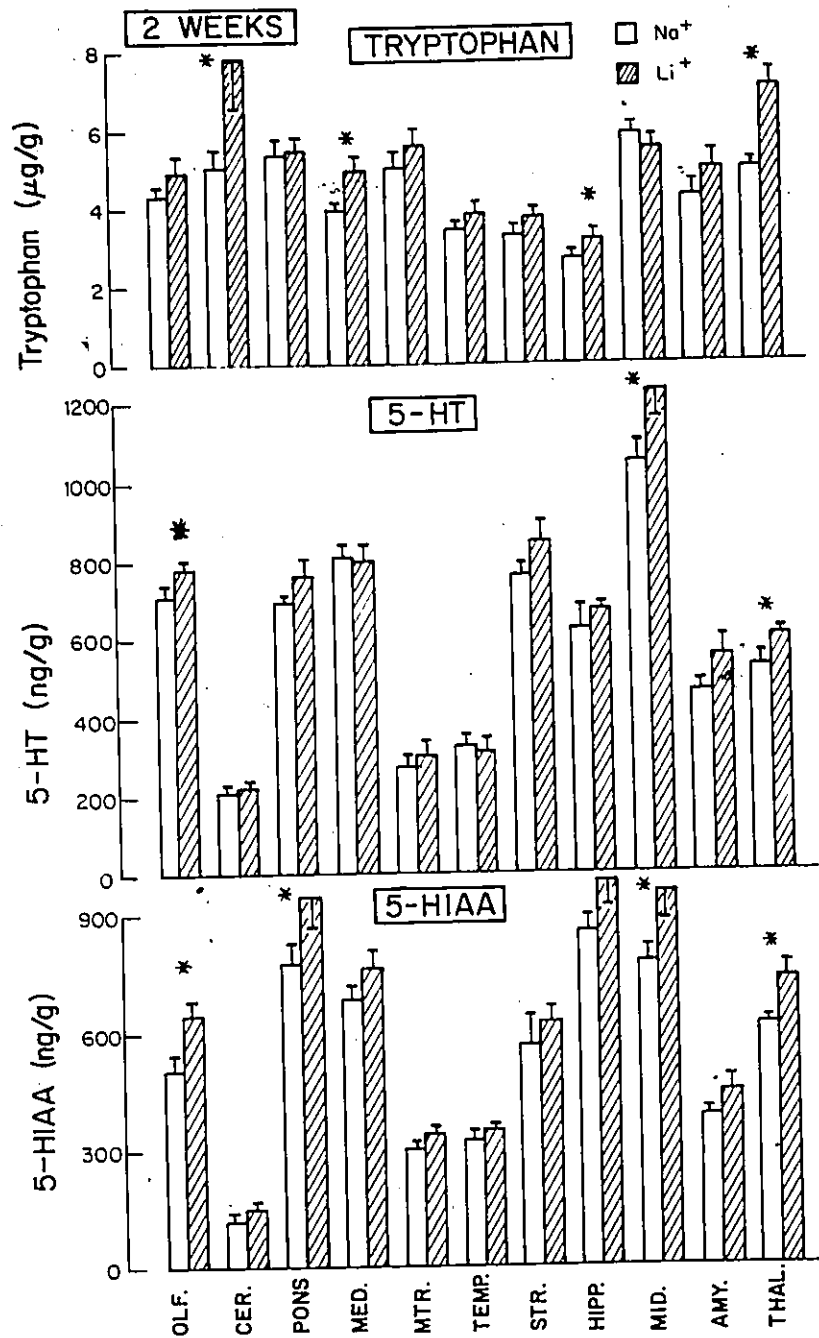 2 WEEKS
TRYPTOPHAN
Na+
Li+
*
*
*
*
8
6
4
2
0
Tryptophan (µg/g)
5-HT
*
*
*
1200
1000
800
600
400
200
0
5-HT (ng/g)
5-HIAA
*
*
*
*
900
600
300
0
5-HIAA (ng/g)
OLF.
CER.
PONS
MED.
MTR.
TEMP.
STR.
HIPP.
MID.
AMY.
THAL.